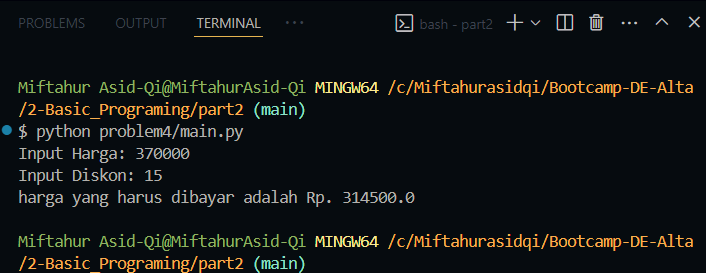 PROBLEMS OUTPUT TERMINAL ··· bash - part2
Miftahur Asid-Qi@MiftahurAsid-Qi MINGW64 /c/Miftahurasidqi/Bootcamp-DE-Alta
/2-Basic_Programing/part2 (main)
$ python problem4/main.py
Input Harga: 370000
Input Diskon: 15
harga yang harus dibayar adalah Rp. 314500.0
Miftahur Asid-Qi@MiftahurAsid-Qi MINGW64 /c/Miftahurasidqi/Bootcamp-DE-Alta
/2-Basic_Programing/part2 (main)